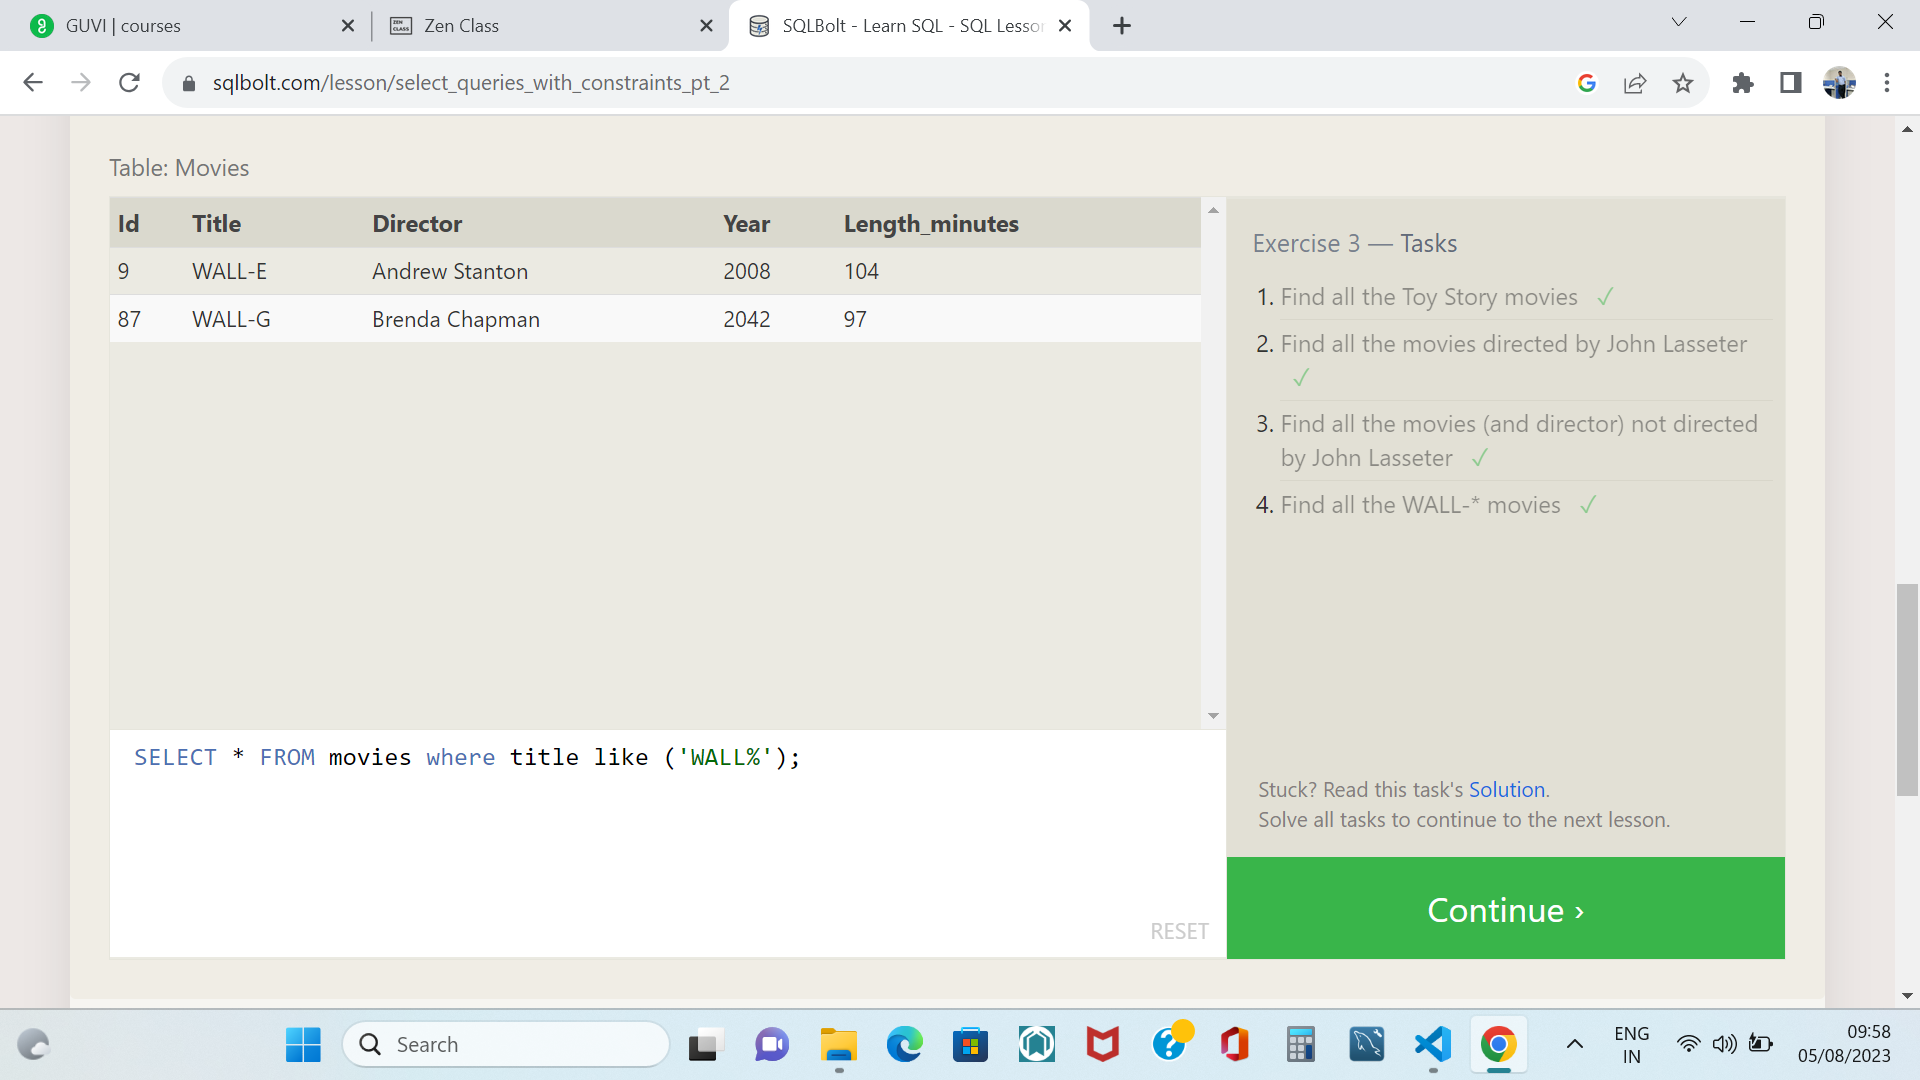 GUVI | courses
Zen Class
SQLBolt - Learn SQL - SQL Lesson
sqlbolt.com/lesson/select_queries_with_constraints_pt_2
Table: Movies
Id Title Director Year Length_minutes
9 WALL-E Andrew Stanton 2008 104
87 WALL-G Brenda Chapman 2042 97
Exercise 3 — Tasks
1. Find all the Toy Story movies ✓
2. Find all the movies directed by John Lasseter
✓
3. Find all the movies (and director) not directed
by John Lasseter ✓
4. Find all the WALL-* movies ✓
SELECT * FROM movies where title like ('WALL%');
RESET
Stuck? Read this task's Solution.
Solve all tasks to continue to the next lesson.
Continue ›
Search
ENG
IN
09:58
05/08/2023